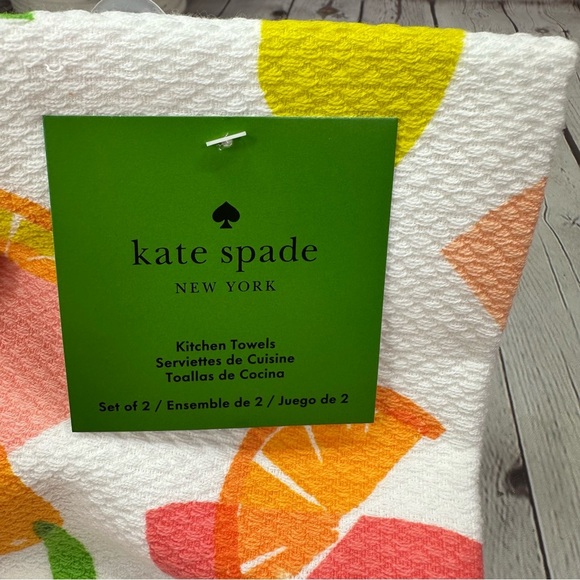 kate spade
NEW YORK
Kitchen Towels
Serviettes de Cuisine
Toallas de Cocina
Set of 2 / Ensemble de 2 / Juego de 2